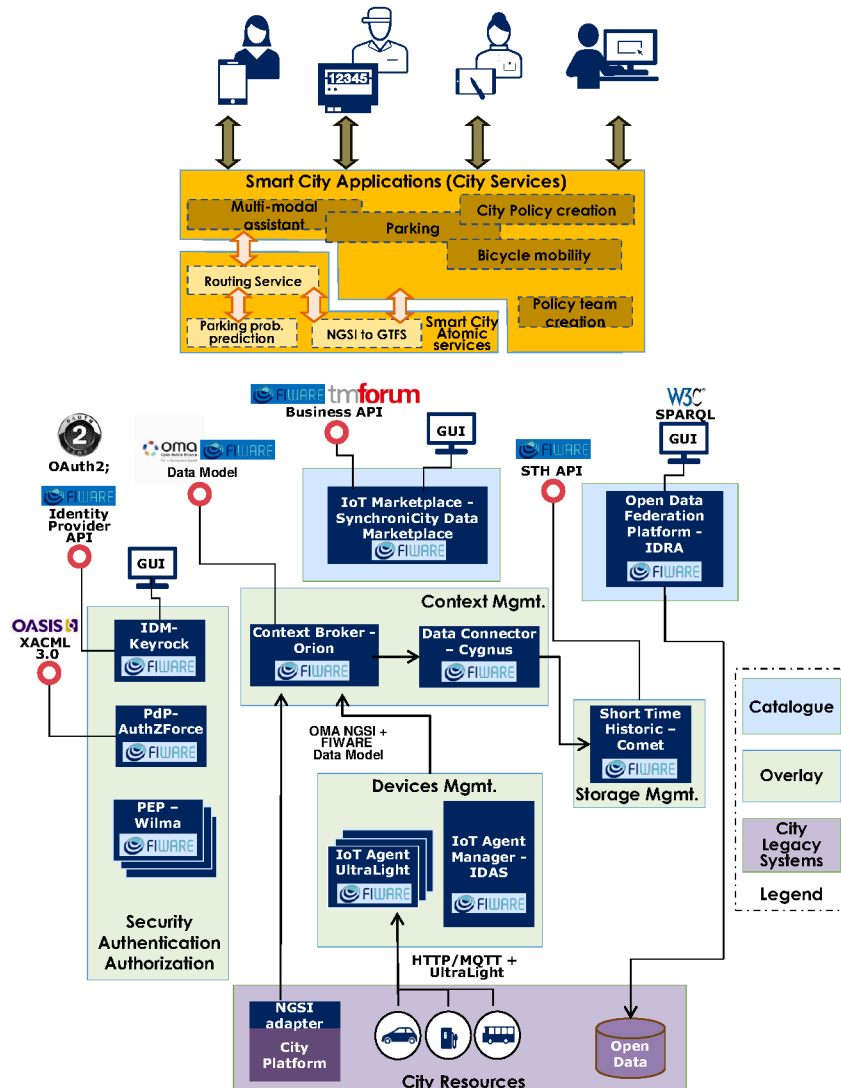 12345
Smart City Applications (City Services)
Multi-modal
assistant
City Policy creation
Parking
Bicycle mobility
Routing Service
Policy team
creation
Parking prob.
prediction
NGSI to GTFS
Smart City
Atomic
services
FIWARE tmforum
Business API
W3C®
SPARQL
GUI
GUI
OAUTH
2
OAuth2;
oma
Open Mobile Alliance
FIWARE
Data Model
FIWARE
STH API
FIWARE
Identity
Provider
API
IoT Marketplace -
SynchroniCity Data
Marketplace
FIWARE
Open Data
Federation
Platform -
IDRA
FIWARE
GUI
OASIS
XACML
3.0
Context Mgmt.
IDM-
Keyrock
FIWARE
Context Broker -
Orion
FIWARE
Data Connector
– Cygnus
FIWARE
PdP-
AuthZForce
FIWARE
OMA NGSI +
FIWARE
Data Model
Short Time
Historic –
Comet
FIWARE
Storage Mgmt.
Catalogue
Overlay
City
Legacy
Systems
Legend
Devices Mgmt.
PEP –
Wilma
FIWARE
IoT Agent
UltraLight
FIWARE
IoT Agent
Manager -
IDAS
FIWARE
Security
Authentication
Authorization
HTTP/MQTT +
UltraLight
NGSI
adapter
City
Platform
Open
Data
City Resources